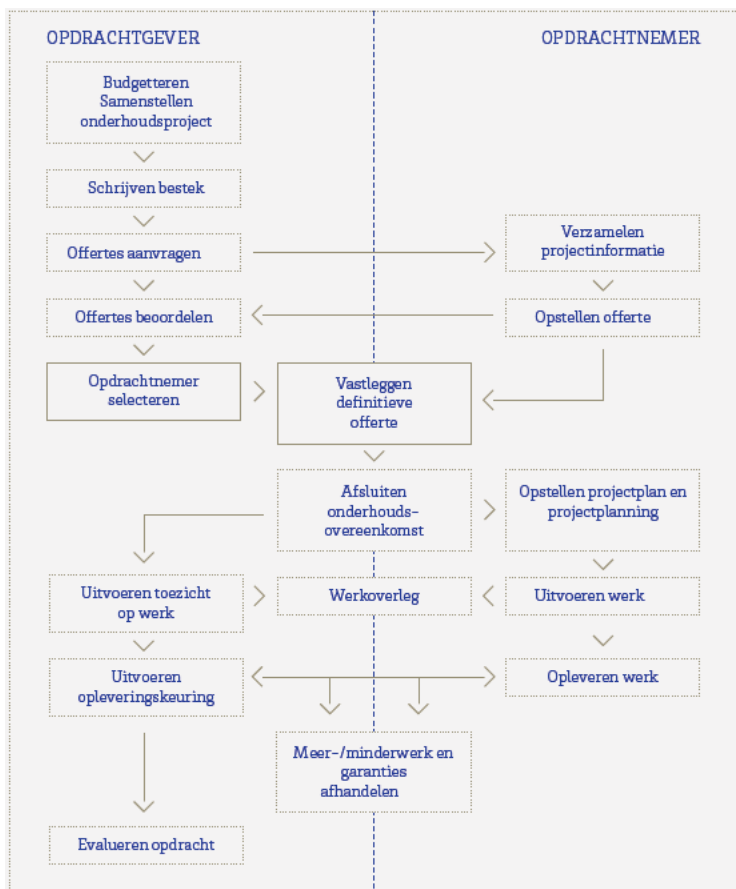 OPDRACHTGEVER
OPDRACHTNEMER
Budgetteren
Samenstellen
onderhoudsproject
Schrijven bestek
Offertes aanvragen
Verzamelen
projectinformatie
Offertes beoordelen
Opstellen offerte
Opdrachtnemer
selecteren
Vastleggen
definitieve
offerte
Afsluiten
onderhouds-
overeenkomst
Opstellen projectplan en
projectplanning
Uitvoeren toezicht
op werk
Werkoverleg
Uitvoeren werk
Uitvoeren
opleveringskeuring
Opleveren werk
Meer-/minderwerk en
garanties
afhandelen
Evalueren opdracht